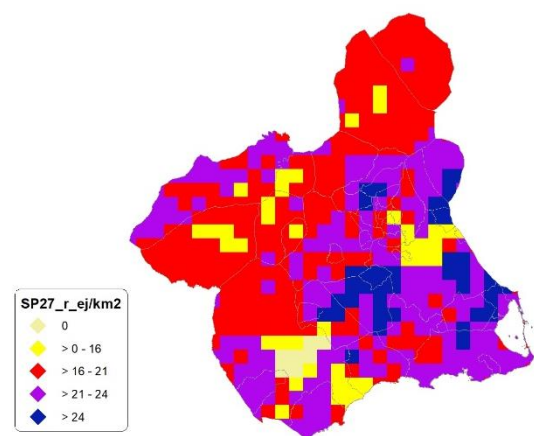 SP27_r_ej/km2
0
> 0 - 16
> 16 - 21
> 21 - 24
> 24